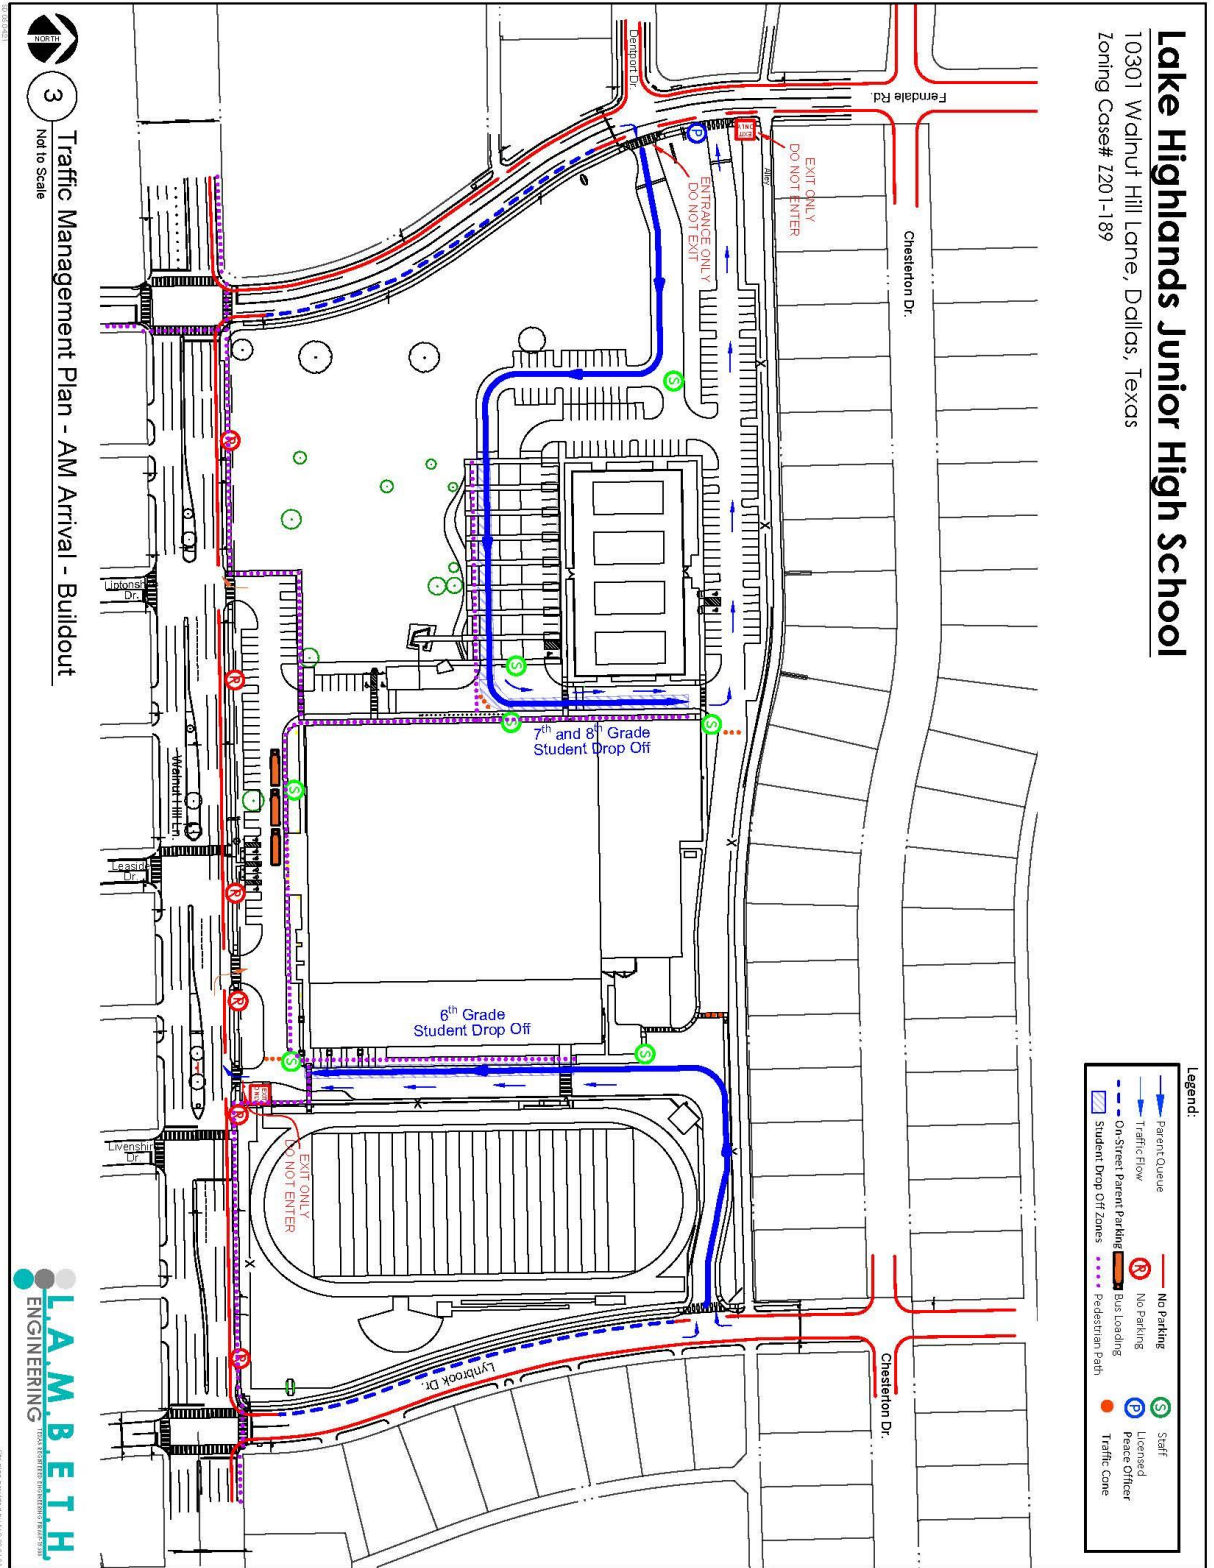 Lake Highlands Junior High School
10301 Walnut Hill Lane, Dallas, Texas
Zoning Case# Z201-189
Legend:
Parent Queue
Traffic Flow
On-Street Parent Parking
Student Drop Off Zones
No Parking
R
No Parking
Bus Loading
Pedestrian Path
S
Staff
P
Licensed
Peace Officer
Traffic Cone
Ferndale Rd.
Chesterton Dr.
Chesterton Dr.
Dentport Dr.
Alley
EXIT
ONLY
EXIT ONLY
DO NOT ENTER
P
ENTRANCE ONLY
DO NOT EXIT
S
S
S
S
7th and 8th Grade
Student Drop Off
6th Grade
Student Drop Off
S
S
S
EXIT
ONLY
EXIT ONLY
DO NOT ENTER
Lynbrook Dr.
R
R
R
R
R
R
Walnut Hill Ln.
Liptonshire
Dr.
Leaside
Dr.
Livenshire
Dr.
NORTH
3
Traffic Management Plan - AM Arrival - Buildout
Not to Scale
L.A.M.B.E.T.H.
ENGINEERING